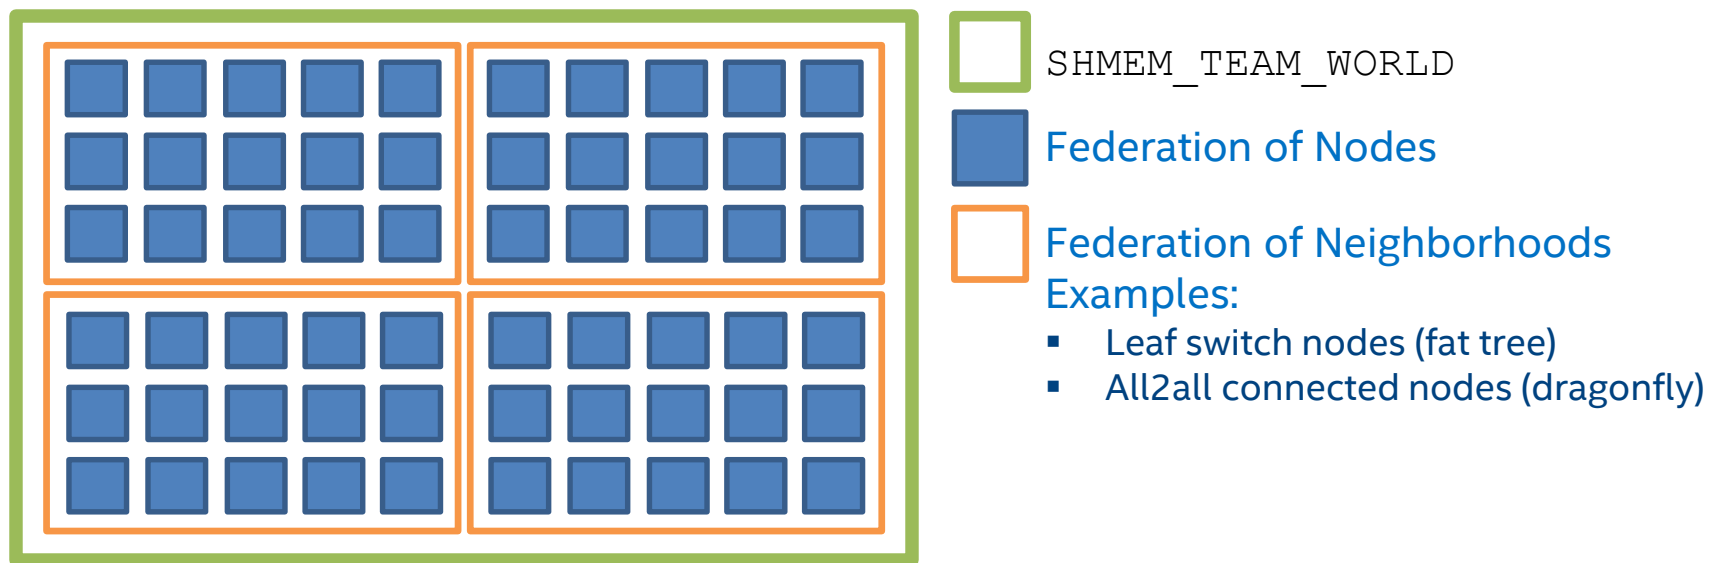 SHMEM_TEAM_WORLD
Federation of Nodes
Federation of Neighborhoods
Examples:
▪ Leaf switch nodes (fat tree)
▪ All2all connected nodes (dragonfly)